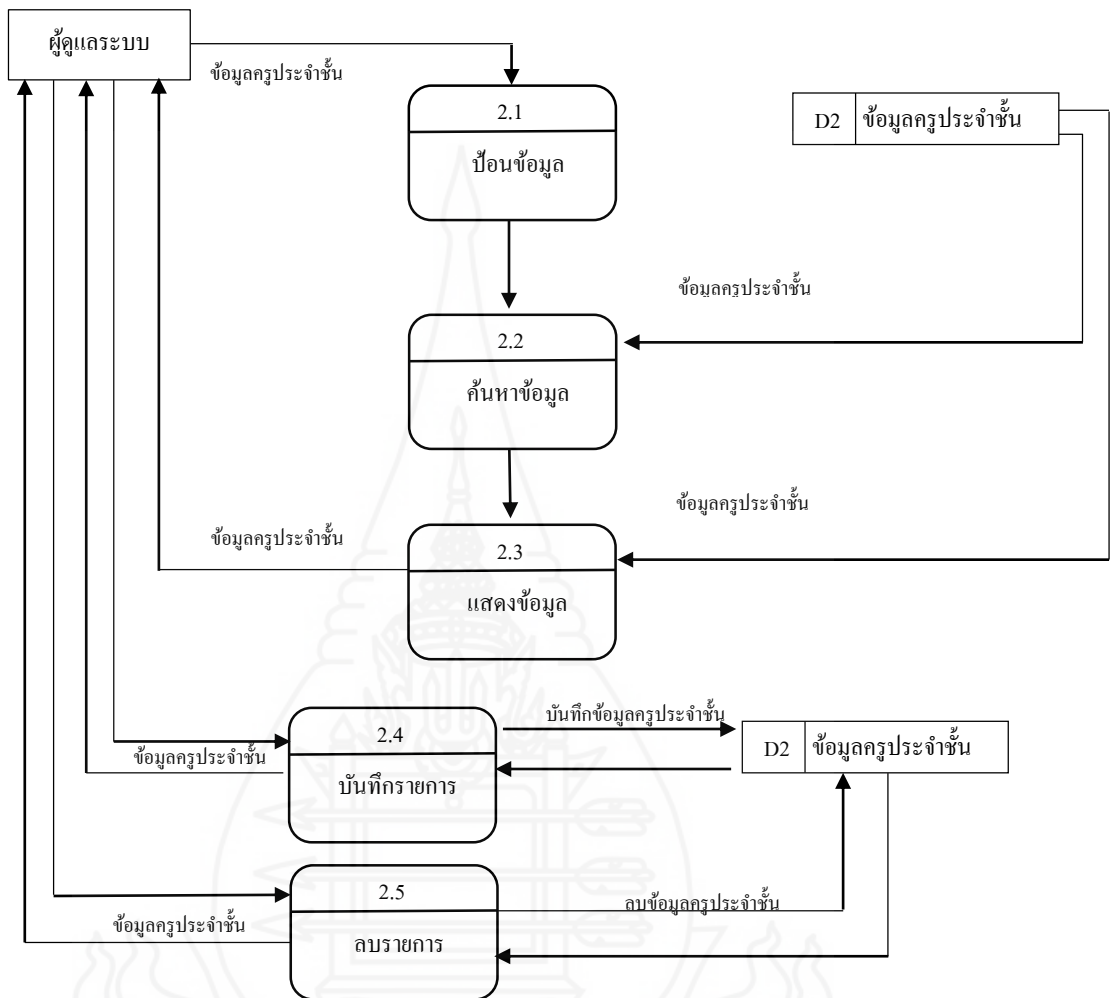 ผู้ดูแลระบบ
ข้อมูลครูประจำชั้น
2.1
ป้อนข้อมูล
D2 ข้อมูลครูประจำชั้น
ข้อมูลครูประจำชั้น
2.2
ค้นหาข้อมูล
ข้อมูลครูประจำชั้น
ข้อมูลครูประจำชั้น
2.3
แสดงข้อมูล
บันทึกข้อมูลครูประจำชั้น
2.4
บันทึกรายการ
ข้อมูลครูประจำชั้น
D2 ข้อมูลครูประจำชั้น
2.5
ลบรายการ
ลบข้อมูลครูประจำชั้น
ข้อมูลครูประจำชั้น